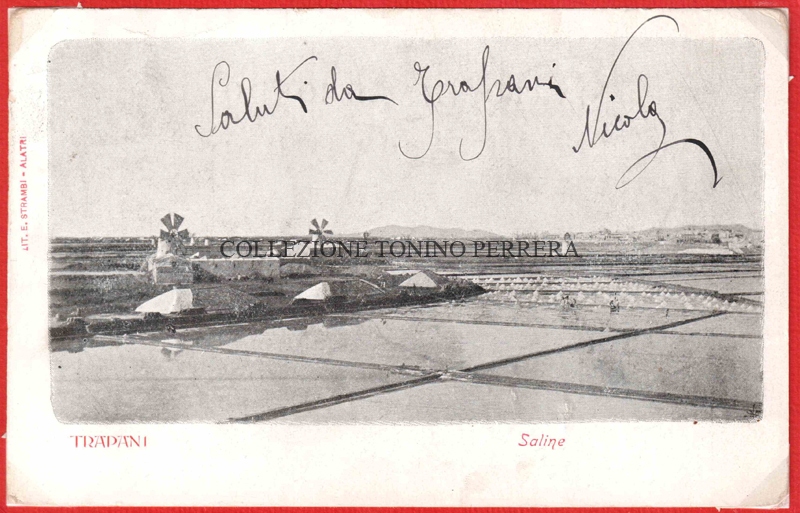 Saluti da Trapani
Nicola
LIT. E. STRAMBI - ALATRI
COLLEZIONE TONINO PERRERA
TRAPANI
Saline